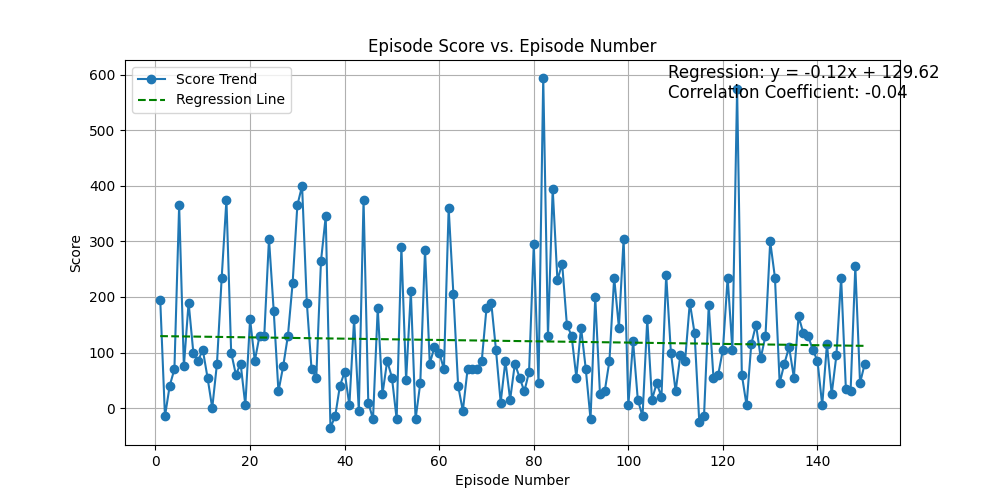 Episode Score vs. Episode Number
Score Trend
Regression Line
Regression: y = -0.12x + 129.62
Correlation Coefficient: -0.04
600
500
400
300
200
100
0
Score
0 20 40 60 80 100 120 140
Episode Number